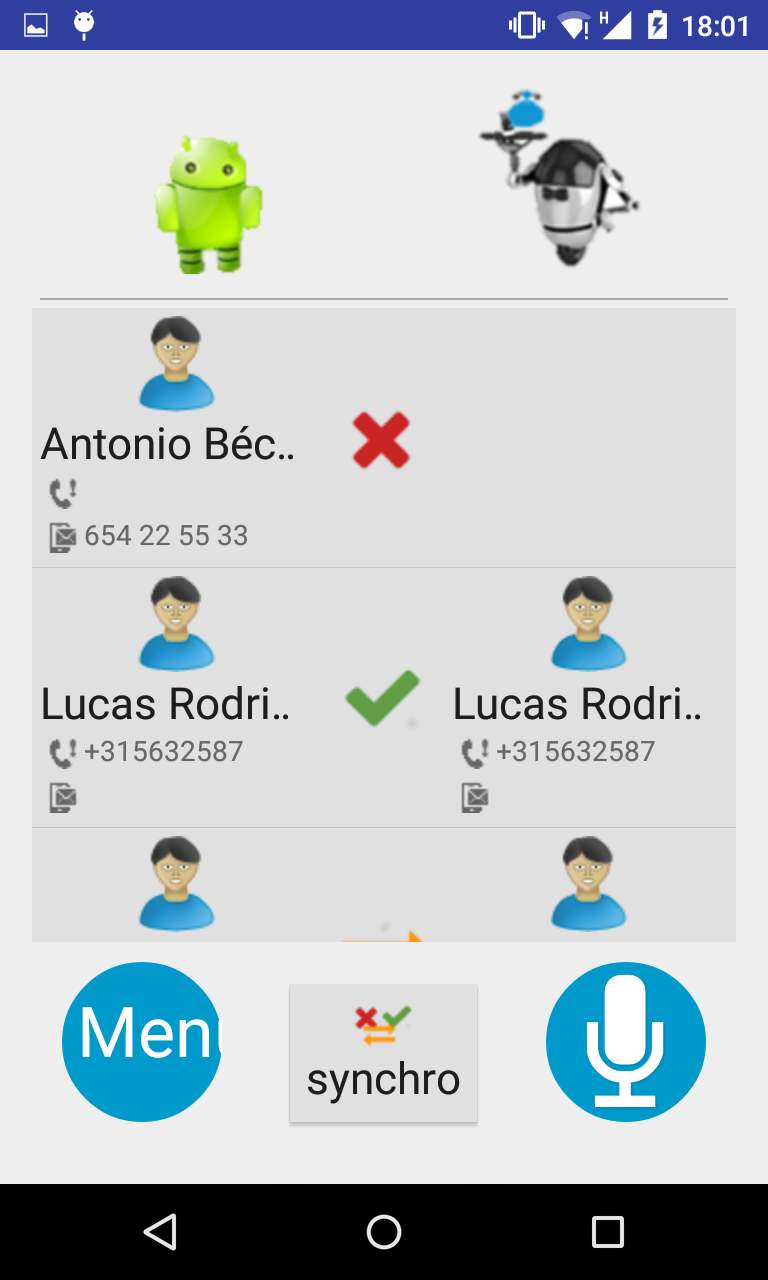 H 18:01
Antonio Béc..
654 22 55 33
Lucas Rodri.. Lucas Rodri..
+315632587 +315632587
Menu
synchro